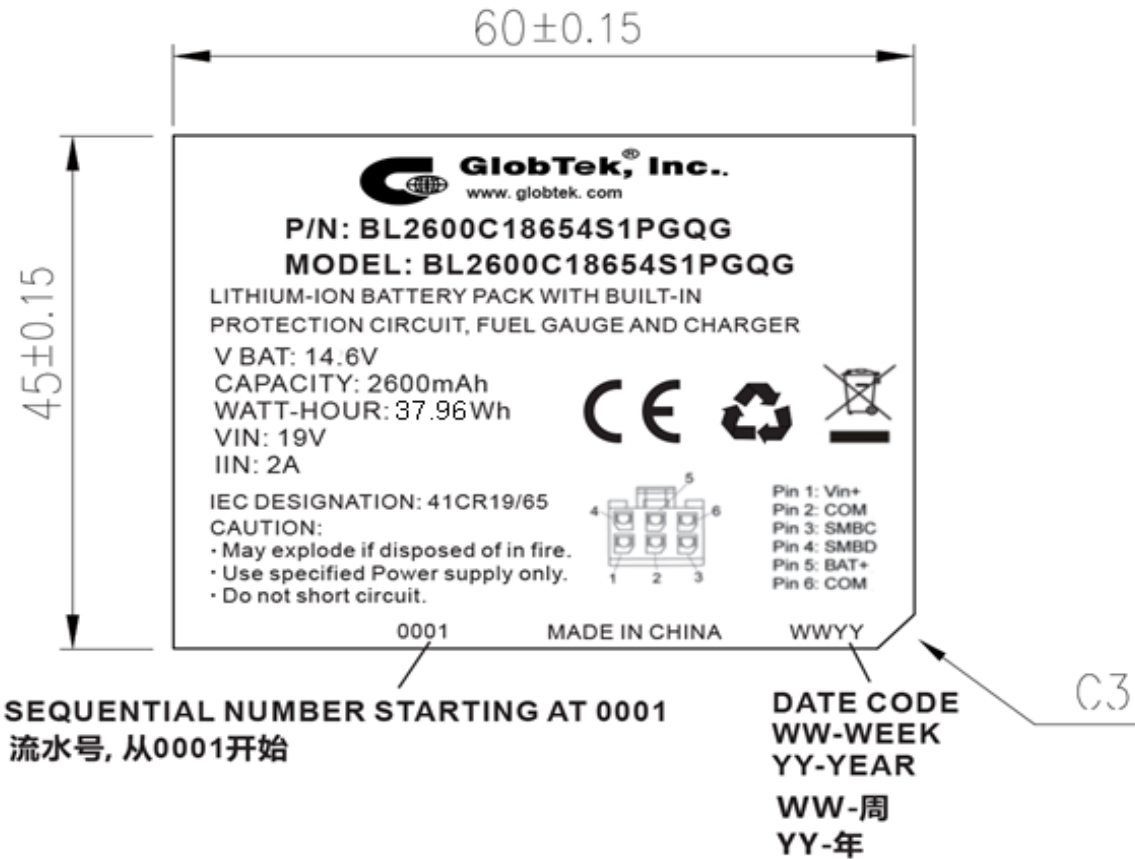 60±0.15
45±0.15
GlobTek,® Inc..
www. globtek. com
P/N: BL2600C18654S1PGQG
MODEL: BL2600C18654S1PGQG
LITHIUM-ION BATTERY PACK WITH BUILT-IN
PROTECTION CIRCUIT, FUEL GAUGE AND CHARGER
V BAT: 14.6V
CAPACITY: 2600mAh
WATT-HOUR: 37.96Wh
VIN: 19V
IIN: 2A
CE
IEC DESIGNATION: 41CR19/65
CAUTION:
· May explode if disposed of in fire.
· Use specified Power supply only.
· Do not short circuit.
5
4
6
1
2
3
Pin 1: Vin+
Pin 2: COM
Pin 3: SMBC
Pin 4: SMBD
Pin 5: BAT+
Pin 6: COM
0001
MADE IN CHINA
WWYY
C3
SEQUENTIAL NUMBER STARTING AT 0001
流水号, 从0001开始
DATE CODE
WW-WEEK
YY-YEAR
WW-周
YY-年